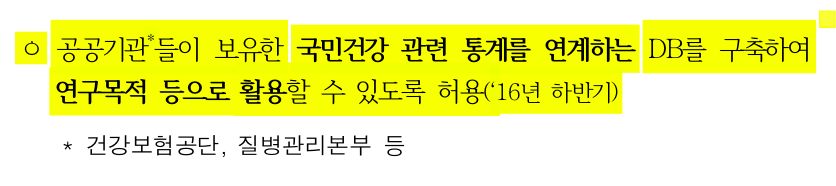 ㅇ 공공기관*들이 보유한 국민건강 관련 통계를 연계하는 DB를 구축하여
연구목적 등으로 활용할 수 있도록 허용(‘16년 하반기)
* 건강보험공단, 질병관리본부 등